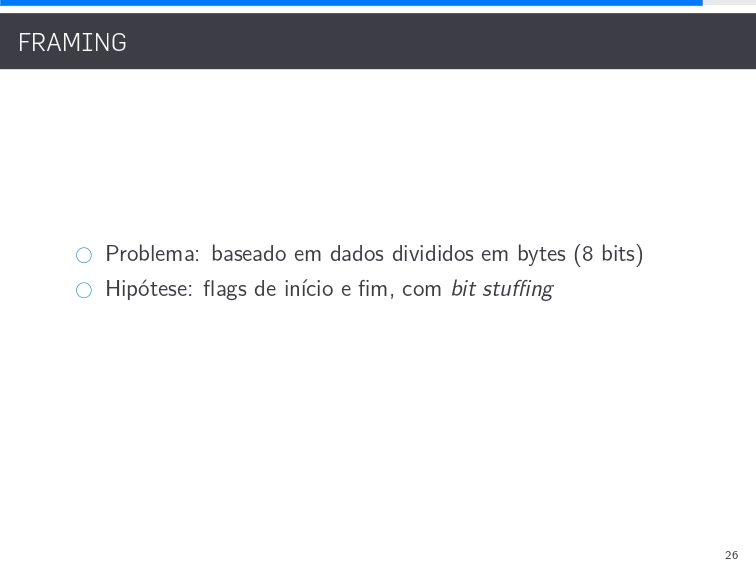 FRAMING
Problema: baseado em dados divididos em bytes (8 bits)
Hipótese: flags de início e fim, com bit stuffing
26